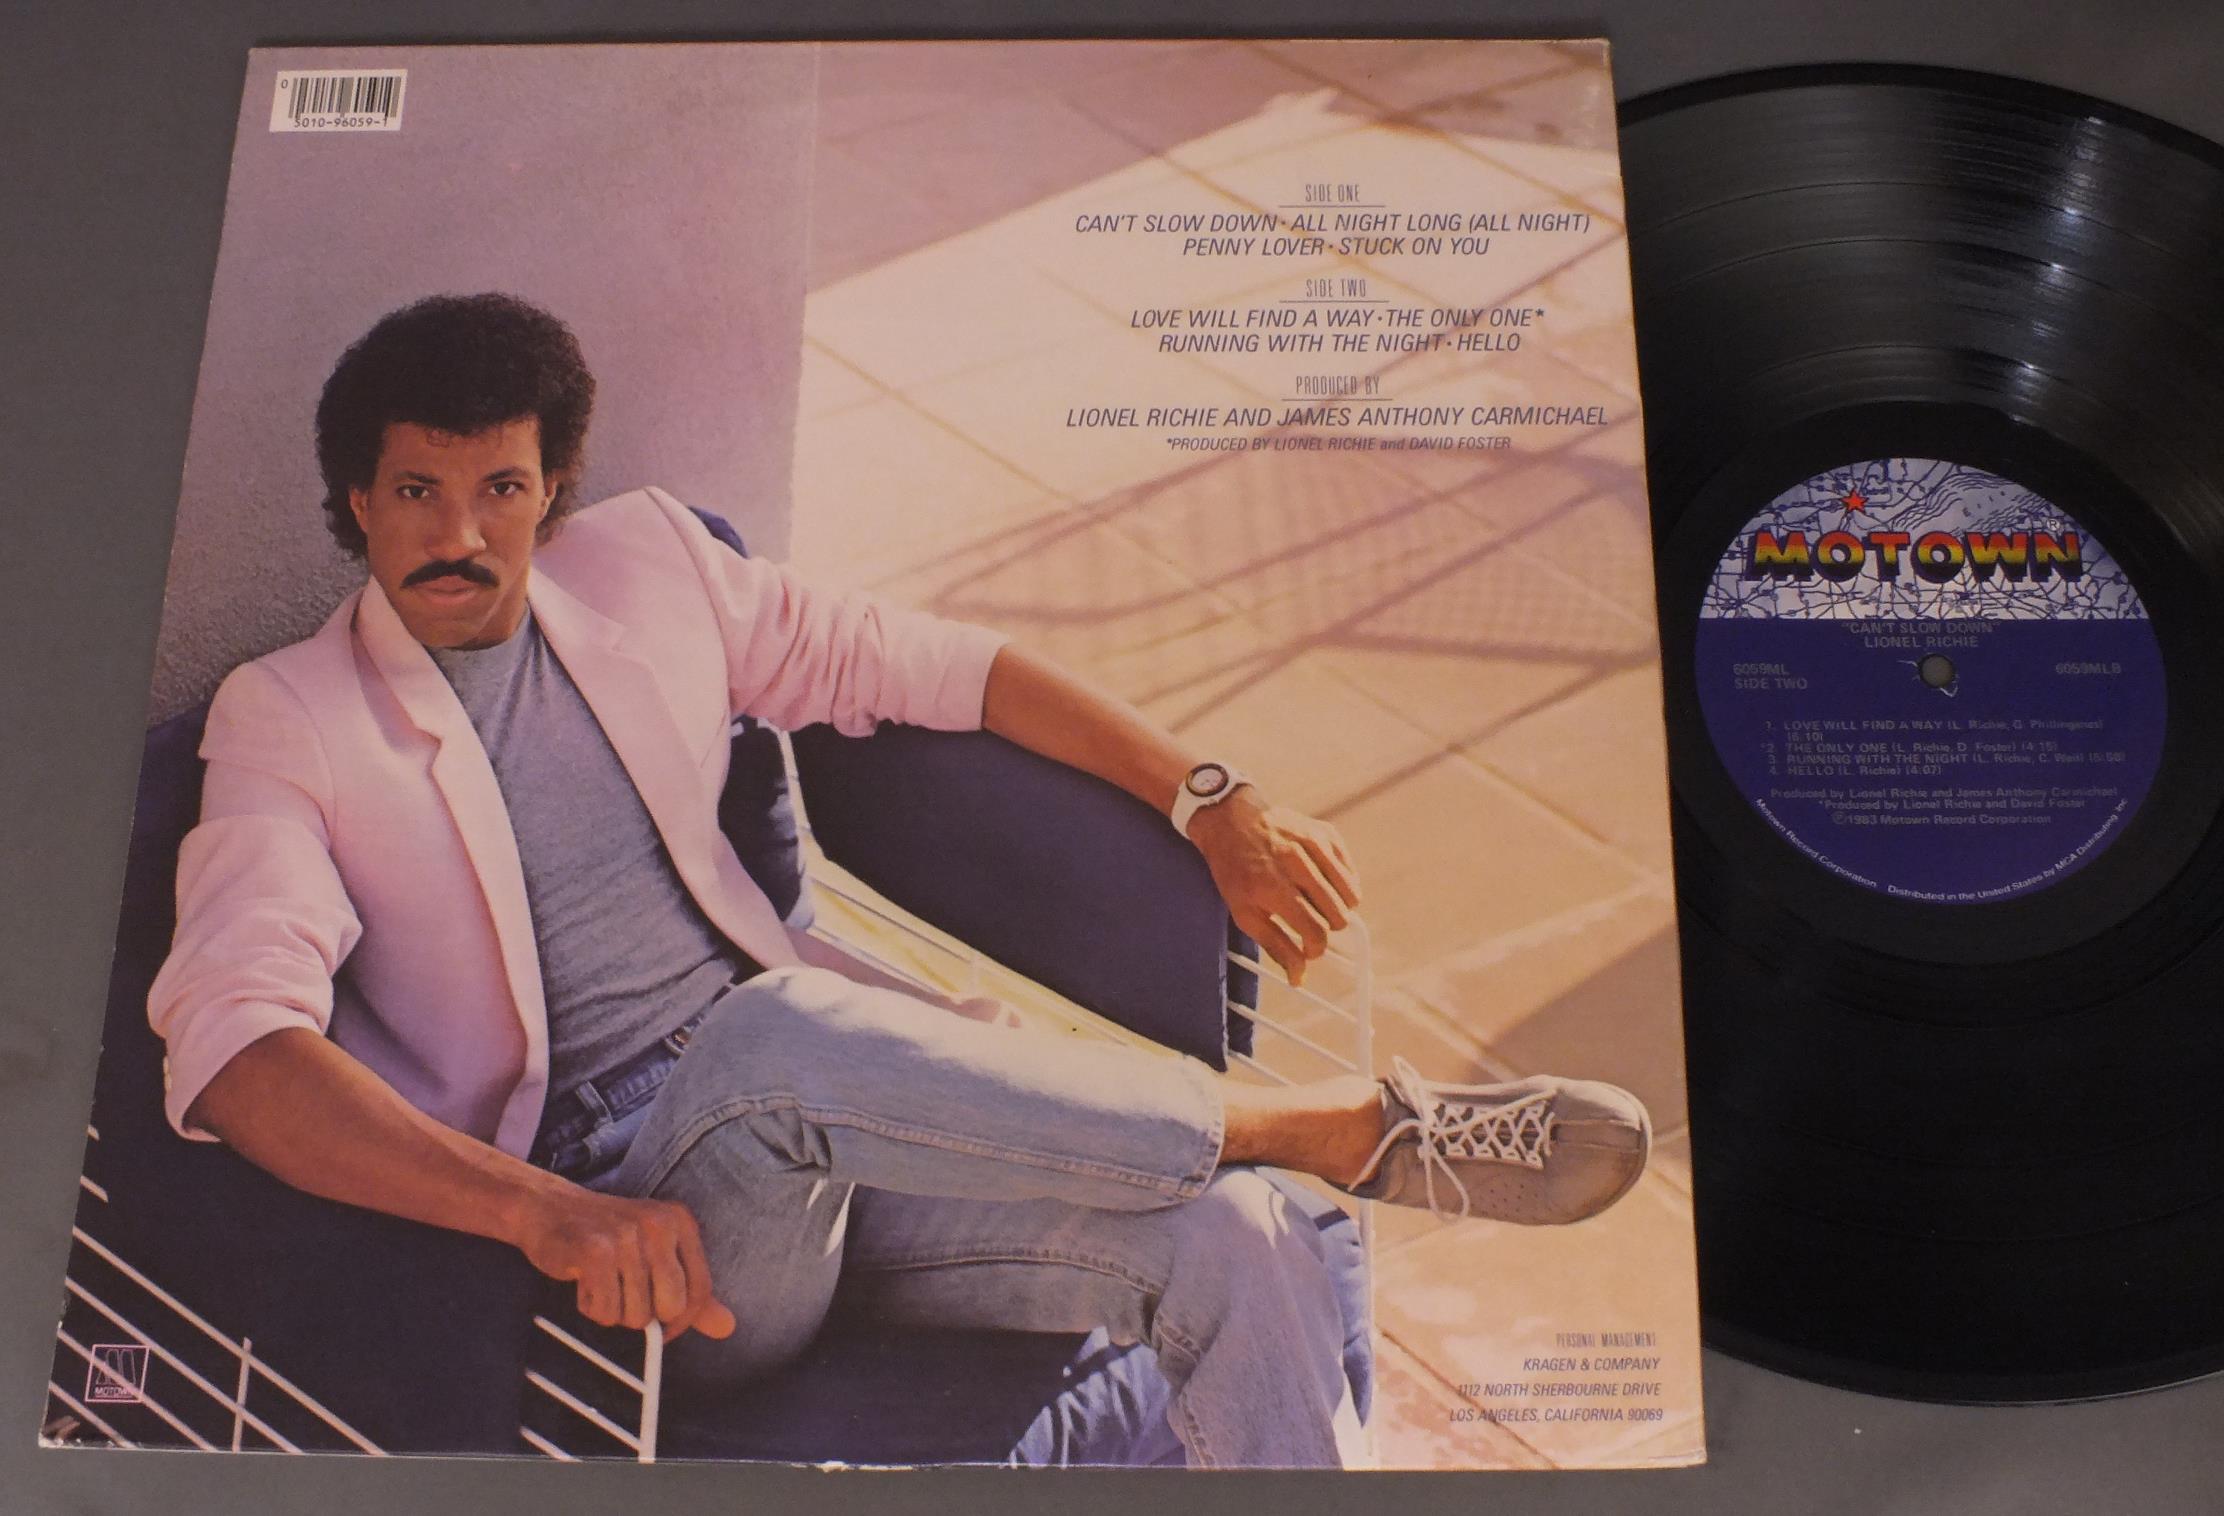 0
5010-96059-1
SIDE ONE
CAN'T SLOW DOWN • ALL NIGHT LONG (ALL NIGHT)
PENNY LOVER • STUCK ON YOU
SIDE TWO
LOVE WILL FIND A WAY • THE ONLY ONE*
RUNNING WITH THE NIGHT • HELLO
PRODUCED BY
LIONEL RICHIE AND JAMES ANTHONY CARMICHAEL
*PRODUCED BY LIONEL RICHIE and DAVID FOSTER
PERSONAL MANAGEMENT:
KRAGEN & COMPANY
1112 NORTH SHERBOURNE DRIVE
LOS ANGELES, CALIFORNIA 90069
MOTOWN
MOTOWN®
"CAN'T SLOW DOWN"
LIONEL RICHIE
6059ML 6059MLB
SIDE TWO
1. LOVE WILL FIND A WAY (L. Richie, G. Phillinganes)
(6:10)
*2. THE ONLY ONE (L. Richie, D. Foster) (4:15)
3. RUNNING WITH THE NIGHT (L. Richie, C. Weil)
4. HELLO (L. Richie) (4:07)
Produced by Lionel Richie and James Anthony Carmichael
*Produced by Lionel Richie and David Foster
℗1983 Motown Record Corporation
Motown Record Corporation Distributed in the United States by MCA Distributing Inc